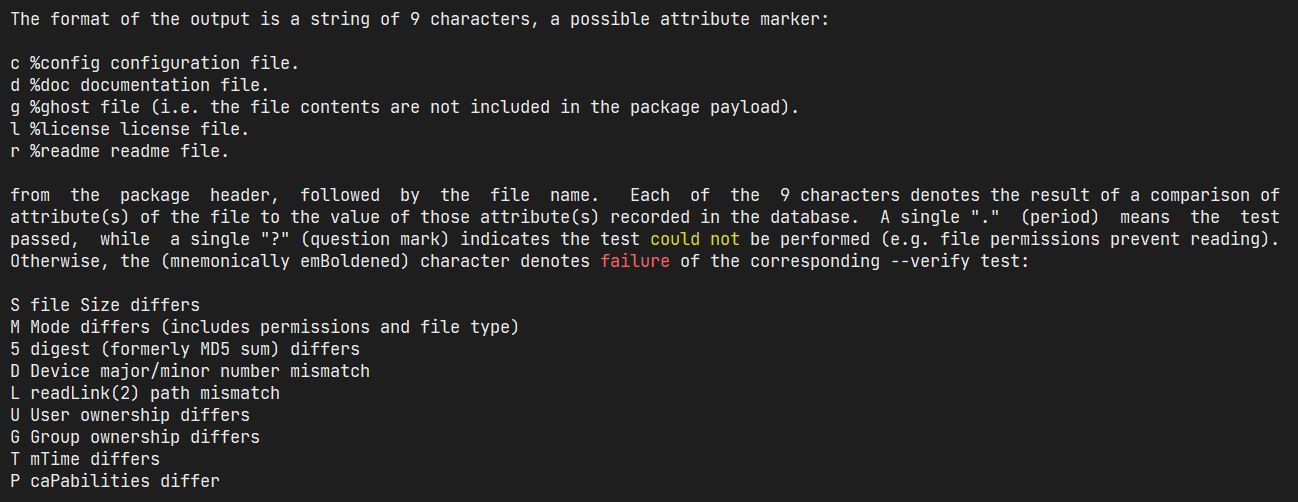 The format of the output is a string of 9 characters, a possible attribute marker:
c %config configuration file.
d %doc documentation file.
g %ghost file (i.e. the file contents are not included in the package payload).
l %license license file.
r %readme readme file.
from the package header, followed by the file name. Each of the 9 characters denotes the result of a comparison of
attribute(s) of the file to the value of those attribute(s) recorded in the database. A single "." (period) means the test
passed, while a single "?" (question mark) indicates the test could not be performed (e.g. file permissions prevent reading).
Otherwise, the (mnemonically emBoldened) character denotes failure of the corresponding --verify test:
S file Size differs
M Mode differs (includes permissions and file type)
5 digest (formerly MD5 sum) differs
D Device major/minor number mismatch
L readLink(2) path mismatch
U User ownership differs
G Group ownership differs
T mTime differs
P caPabilities differ